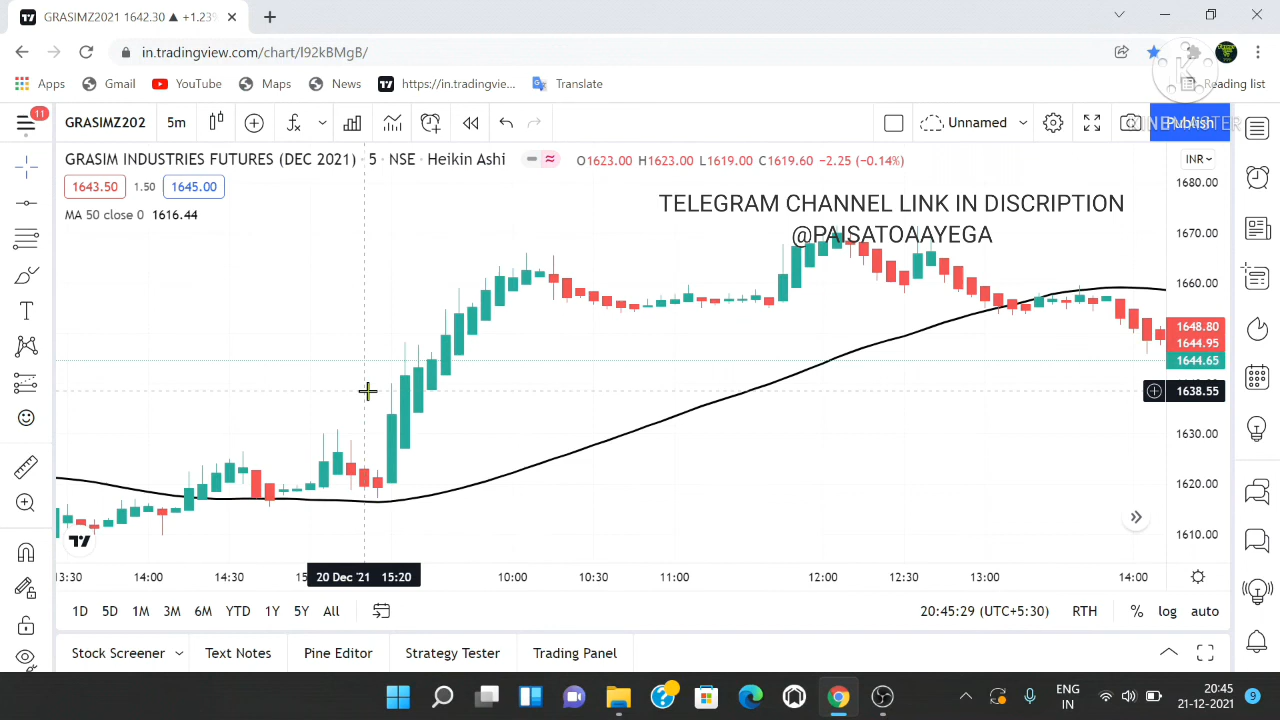 GRASIMZ2021 1642.30 ▲ +1.23%
in.tradingview.com/chart/l92kBMgB/
Apps Gmail YouTube Maps News https://in.tradingvie... Translate Reading list
11
GRASIMZ202 5m Unnamed Publish
GRASIM INDUSTRIES FUTURES (DEC 2021) · 5 · NSE · Heikin Ashi O1623.00 H1623.00 L1619.00 C1619.60 −2.25 (−0.14%) INR
1643.50 1.50 1645.00
MA 50 close 0 1616.44
TELEGRAM CHANNEL LINK IN DISCRIPTION
@PAISATOAAYEGA
1680.00
1670.00
1660.00
1648.80
1644.95
1644.65
1638.55
1630.00
1620.00
1610.00
13:30 14:00 14:30 20 Dec '21 15:20 10:00 10:30 11:00 12:00 12:30 13:00 14:00
1D 5D 1M 3M 6M YTD 1Y 5Y All 20:45:29 (UTC+5:30) RTH % log auto
Stock Screener Text Notes Pine Editor Strategy Tester Trading Panel
ENG
IN
20:45
21-12-2021
9